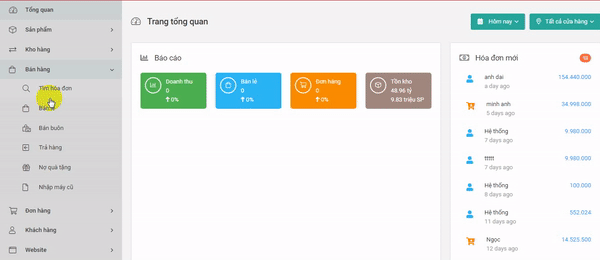 Tổng quan
Sản phẩm
Kho hàng
Bán hàng
Tìm hóa đơn
Bán buôn
Trả hàng
Nợ quà tặng
Nhập máy cũ
Đơn hàng
Khách hàng
Website
Trang tổng quan
Hôm nay
Tất cả cửa hàng
Báo cáo
Doanh thu
0
0%
Bán lẻ
0
0%
Đơn hàng
0
0%
Tồn kho
48.96 tỷ
9.83 triệu SP
Hóa đơn mới
anh dai 154.440.000
a day ago
minh anh 34.998.000
5 days ago
Hệ thống 9.980.000
7 days ago
ttttt 9.980.000
7 days ago
Hệ thống 100.000
8 days ago
Hệ thống 552.024
11 days ago
Ngọc 14.525.500
12 days ago